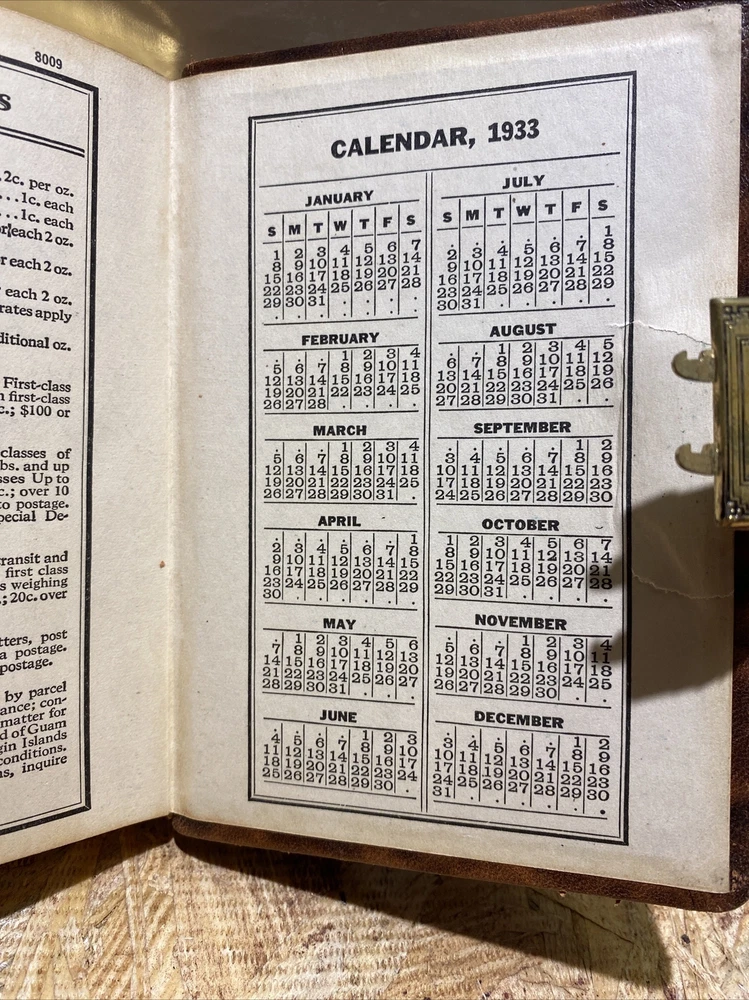 8009
s
. 2c. per oz.
. . . 1c. each
. . . 1c. each
each 2 oz.
r each 2 oz.
each 2 oz.
rates apply
ditional oz.
First-class
n first-class
c.; $100 or
classes of
bs. and up
sses Up to
c.; over 10
to postage.
pecial De-
ransit and
first class
s weighing
.; 20c. over
tters, post
a postage.
postage.
by parcel
ance; con-
matter for
d of Guam
gin Islands
conditions.
ns, inquire
CALENDAR, 1933
JANUARY
S M T W T F S
1 2 3 4 5 6 7
8 9 10 11 12 13 14
15 16 17 18 19 20 21
22 23 24 25 26 27 28
29 30 31
FEBRUARY
1 2 3 4
5 6 7 8 9 10 11
12 13 14 15 16 17 18
19 20 21 22 23 24 25
26 27 28
MARCH
1 2 3 4
5 6 7 8 9 10 11
12 13 14 15 16 17 18
19 20 21 22 23 24 25
26 27 28 29 30 31
APRIL
1
2 3 4 5 6 7 8
9 10 11 12 13 14 15
16 17 18 19 20 21 22
23 24 25 26 27 28 29
30
MAY
1 2 3 4 5 6
7 8 9 10 11 12 13
14 15 16 17 18 19 20
21 22 23 24 25 26 27
28 29 30 31
JUNE
1 2 3
4 5 6 7 8 9 10
11 12 13 14 15 16 17
18 19 20 21 22 23 24
25 26 27 28 29 30
JULY
S M T W T F S
1
2 3 4 5 6 7 8
9 10 11 12 13 14 15
16 17 18 19 20 21 22
23 24 25 26 27 28 29
30 31
AUGUST
1 2 3 4 5
6 7 8 9 10 11 12
13 14 15 16 17 18 19
20 21 22 23 24 25 26
27 28 29 30 31
SEPTEMBER
1 2
3 4 5 6 7 8 9
10 11 12 13 14 15 16
17 18 19 20 21 22 23
24 25 26 27 28 29 30
OCTOBER
1 2 3 4 5 6 7
8 9 10 11 12 13 14
15 16 17 18 19 20 21
22 23 24 25 26 27 28
29 30 31
NOVEMBER
1 2 3 4
5 6 7 8 9 10 11
12 13 14 15 16 17 18
19 20 21 22 23 24 25
26 27 28 29 30
DECEMBER
1 2
3 4 5 6 7 8 9
10 11 12 13 14 15 16
17 18 19 20 21 22 23
24 25 26 27 28 29 30
31